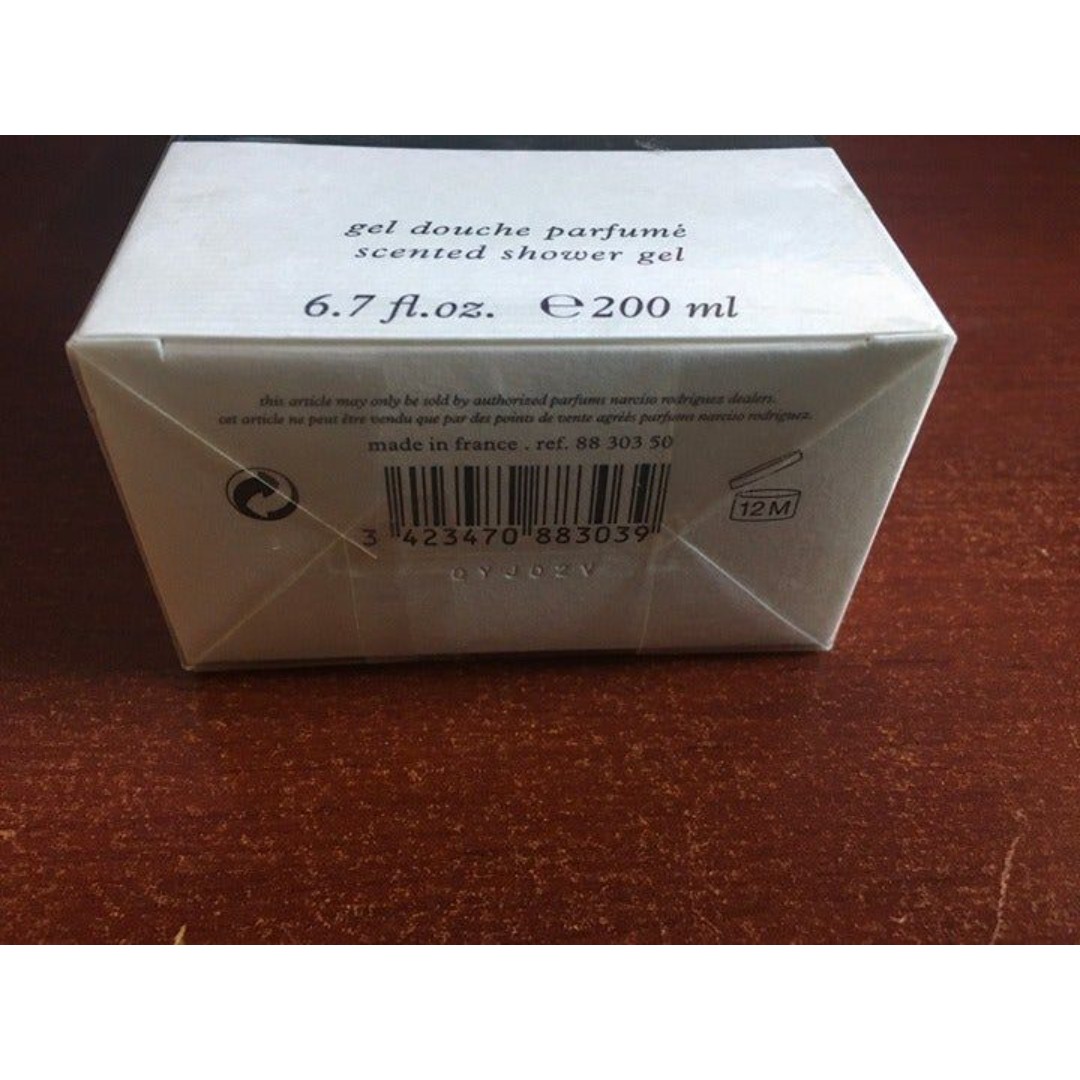 gel douche parfumé
scented shower gel
6.7 fl.oz. ℮ 200 ml
this article may only be sold by authorized parfums narciso rodriguez dealers.
cet article ne peut être vendu que par des points de vente agréés parfums narciso rodriguez.
made in france . ref. 88 303 50
12M
3 423470 883039
QYJ02V